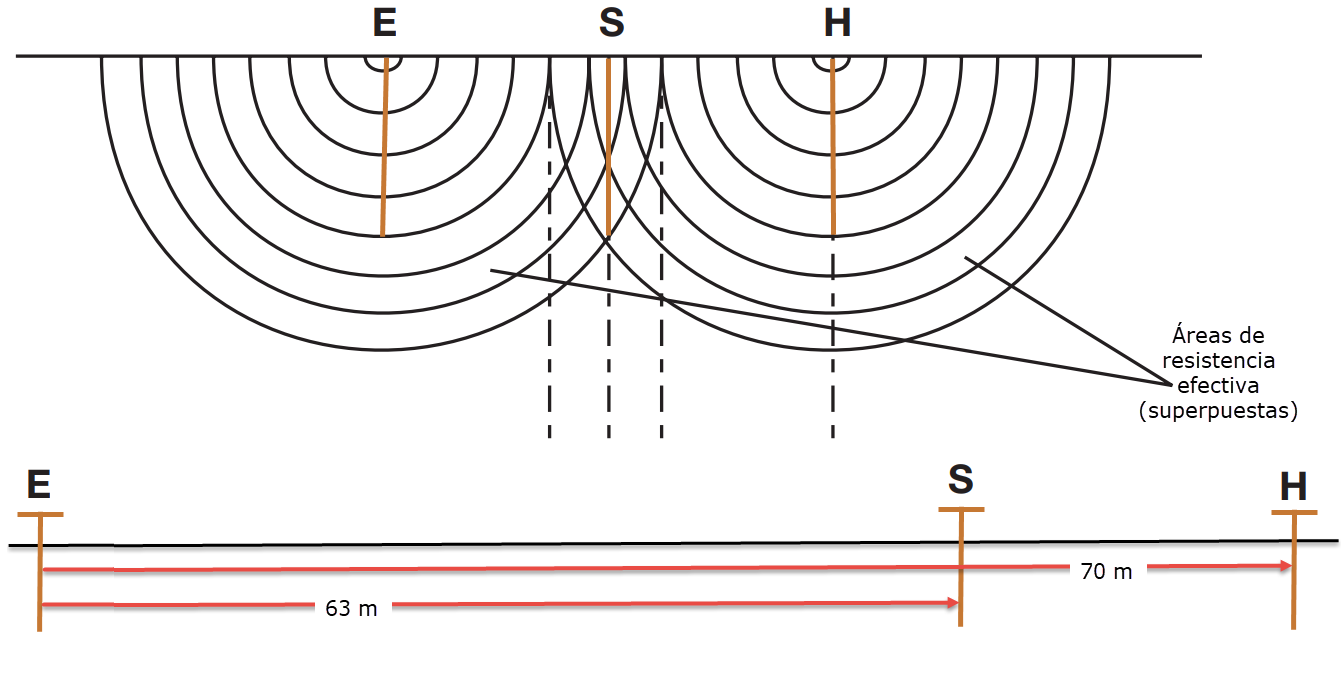 E S H
Áreas de
resistencia
efectiva
(superpuestas)
E S H
70 m
63 m